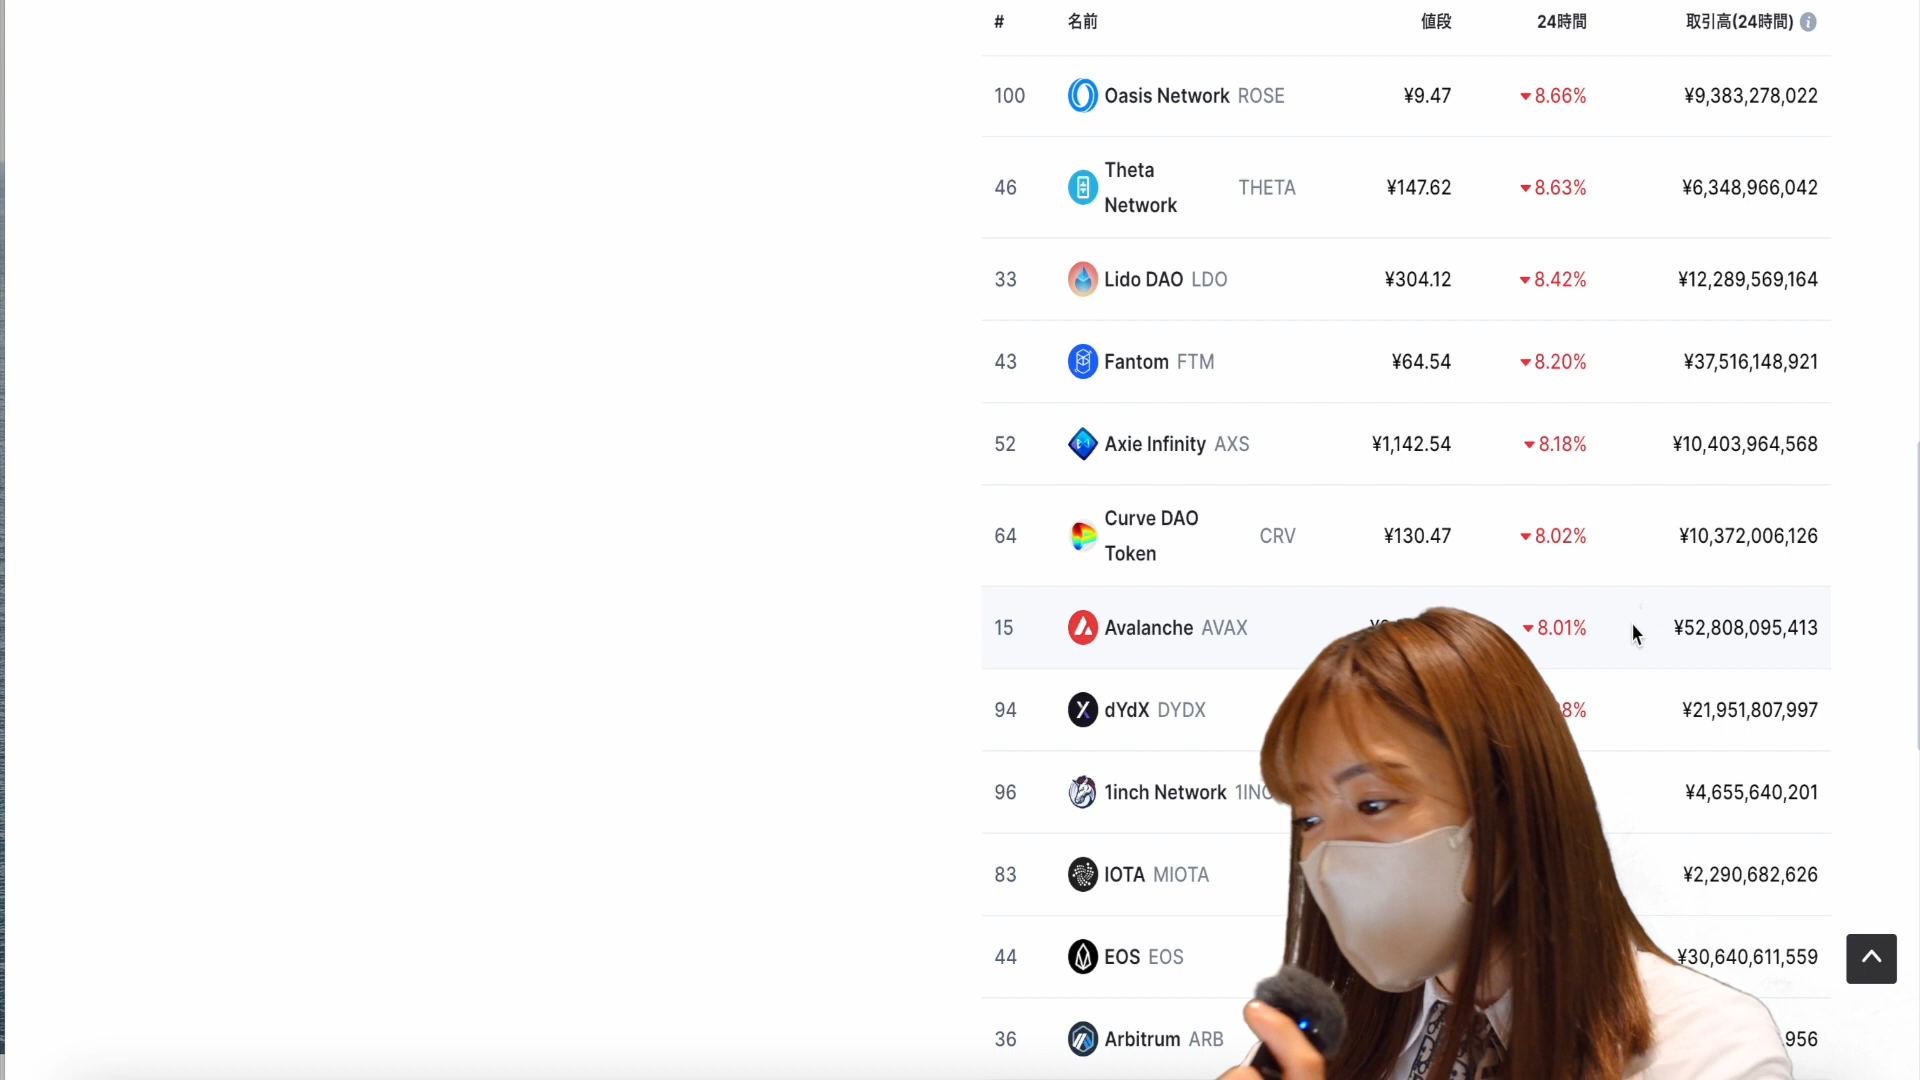 # 名前 値段 24時間 取引高(24時間)
100 Oasis Network ROSE ¥9.47 8.66% ¥9,383,278,022
46 Theta Network THETA ¥147.62 8.63% ¥6,348,966,042
33 Lido DAO LDO ¥304.12 8.42% ¥12,289,569,164
43 Fantom FTM ¥64.54 8.20% ¥37,516,148,921
52 Axie Infinity AXS ¥1,142.54 8.18% ¥10,403,964,568
64 Curve DAO Token CRV ¥130.47 8.02% ¥10,372,006,126
15 Avalanche AVAX 8.01% ¥52,808,095,413
94 dYdX DYDX ¥21,951,807,997
96 1inch Network ¥4,655,640,201
83 IOTA MIOTA ¥2,290,682,626
44 EOS EOS ¥30,640,611,559
36 Arbitrum ARB